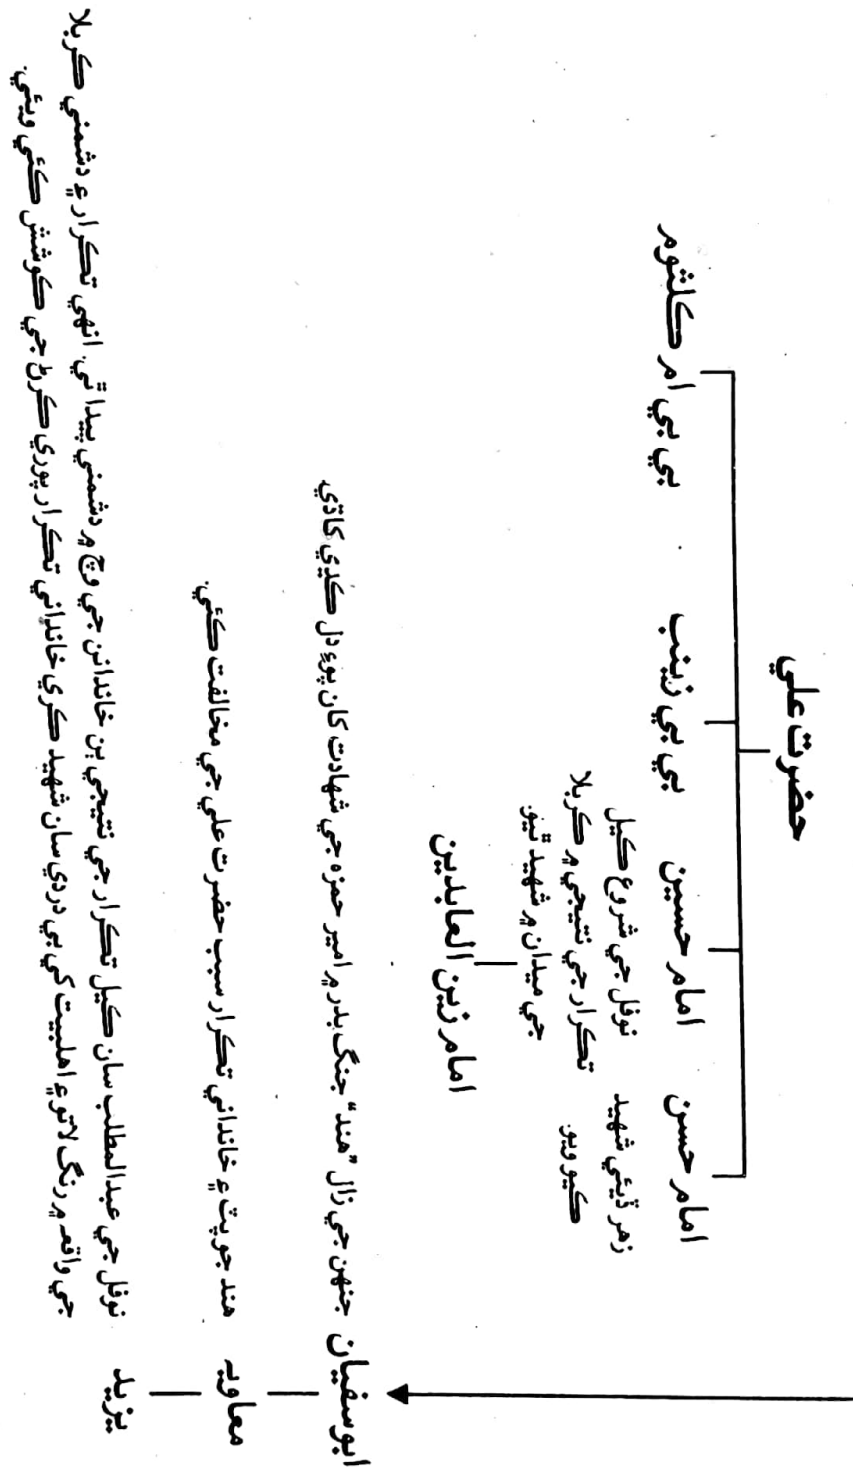 حضرت علي
امام حسن
امام حسين
بي بي زينب
بي بي ام ڪلثوم
زهر ڏيئي شهيد
ڪيو ويو
نوفل جي شروع ڪيل
تڪرار جي نتيجي ۾ ڪربلا
جي ميدان ۾ شهيد ٿيو.
امام زين العابدين
ابوسفيان
جنهن جي زال "هند" جنگ بدر ۾ امير حمزه جي شهادت کان پوءِ دل ڪڍي کاڌي
معاويه
هند جو پٽ ۽ خانداني تڪرار سبب حضرت علي جي مخالفت ڪئي.
يزيد
نوفل جي عبدالمطلب سان ڪيل تڪرار جي نتيجي ٻن خاندانن جي وچ ۾ دشمني پيدا ٿي. انهي تڪرار ۽ دشمني ڪربلا
جي واقعه ۾ رنگ لاتو ۽ اهلبيت کي بي دردي سان شهيد ڪري خانداني تڪرار پوري ڪرڻ جي ڪوشش ڪئي ويئي.